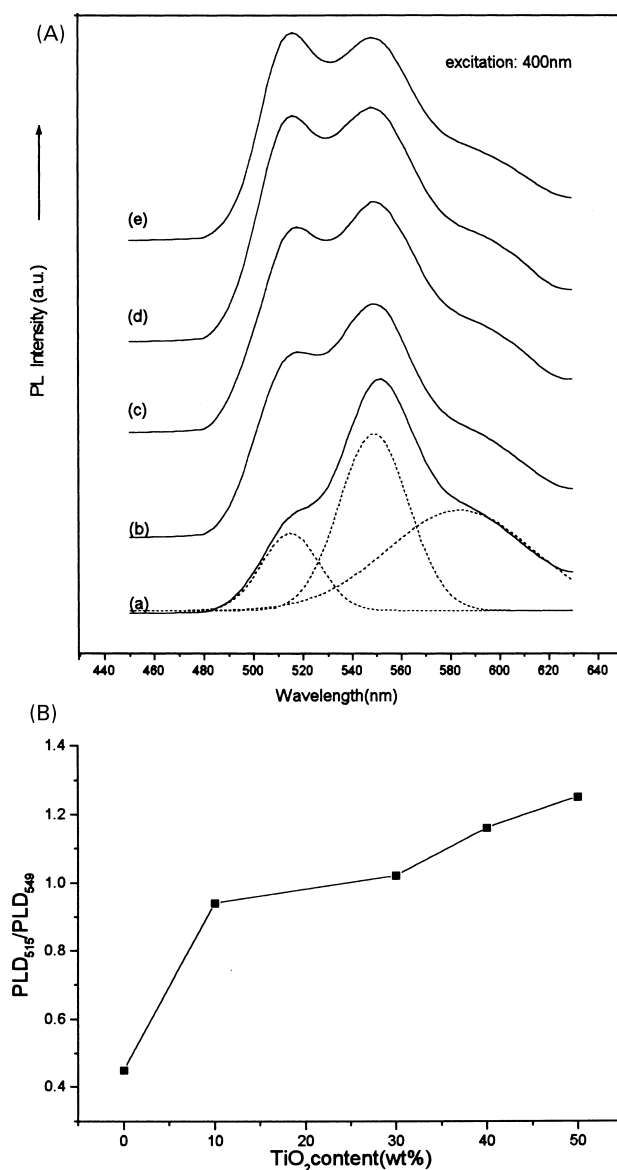 (A)
excitation: 400nm
PL Intensity (a.u.)
(e)
(d)
(c)
(b)
(a)
440 460 480 500 520 540 560 580 600 620 640
Wavelength(nm)
(B)
PLD₅₁₅/PLD₅₄₉
1.4
1.2
1.0
0.8
0.6
0.4
0 10 20 30 40 50
TiO₂content(wt%)